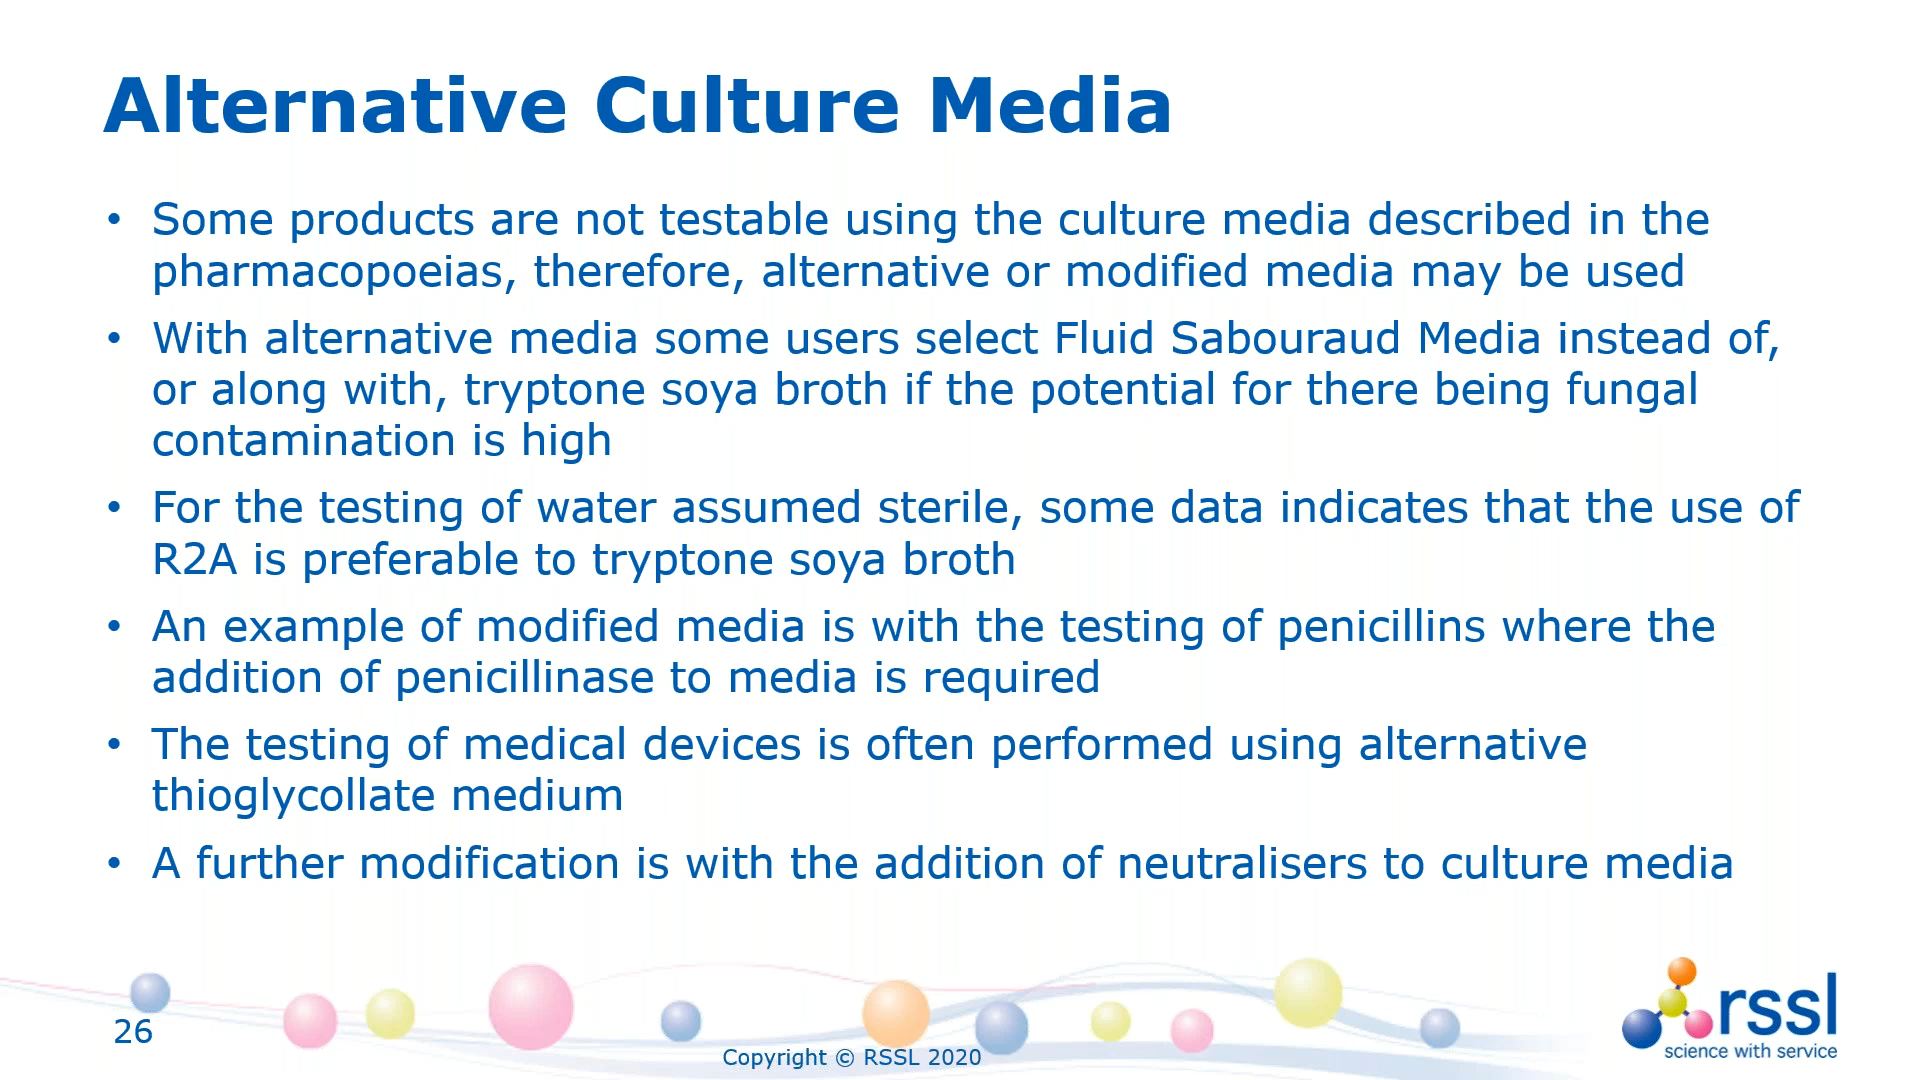 Alternative Culture Media
• Some products are not testable using the culture media described in the
pharmacopoeias, therefore, alternative or modified media may be used
• With alternative media some users select Fluid Sabouraud Media instead of,
or along with, tryptone soya broth if the potential for there being fungal
contamination is high
• For the testing of water assumed sterile, some data indicates that the use of
R2A is preferable to tryptone soya broth
• An example of modified media is with the testing of penicillins where the
addition of penicillinase to media is required
• The testing of medical devices is often performed using alternative
thioglycollate medium
• A further modification is with the addition of neutralisers to culture media
26
Copyright © RSSL 2020
rssl
science with service